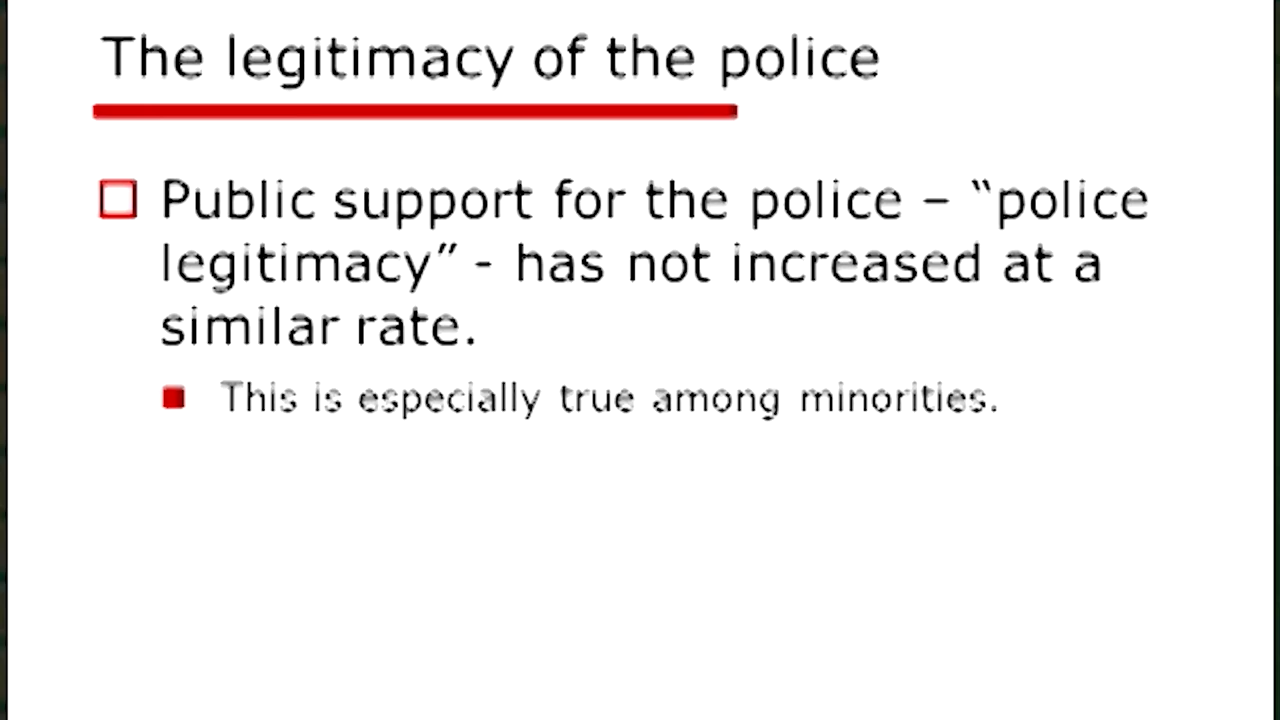 The legitimacy of the police
Public support for the police – “police
legitimacy” - has not increased at a
similar rate.
This is especially true among minorities.